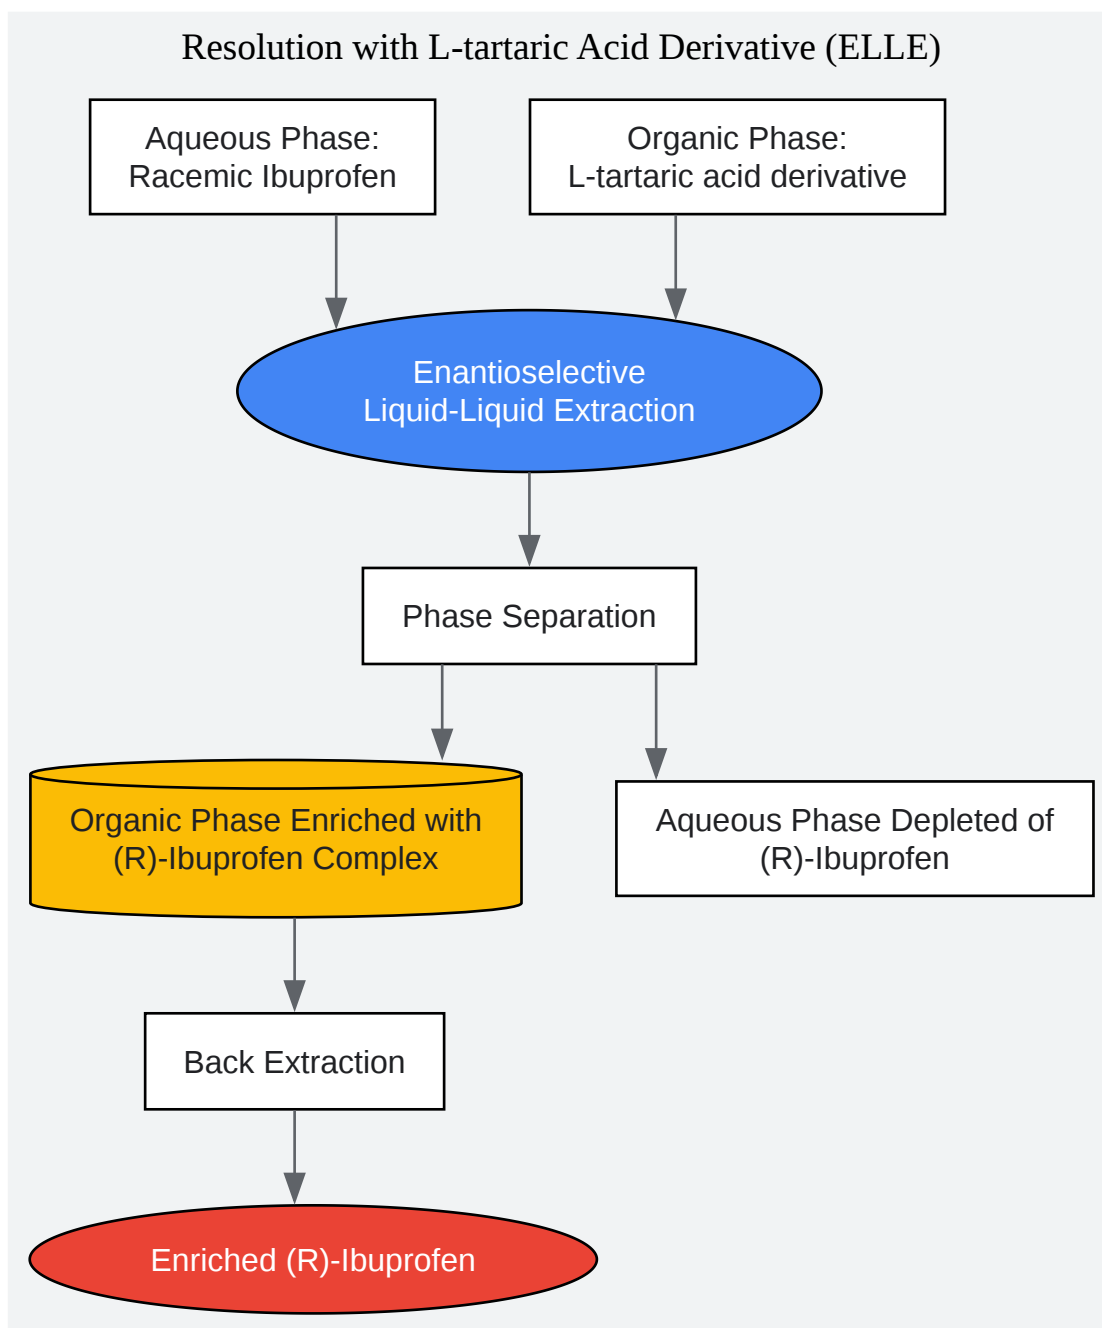 Resolution with L-tartaric Acid Derivative (ELLE)
Aqueous Phase:
Racemic Ibuprofen
Organic Phase:
L-tartaric acid derivative
Enantioselective
Liquid-Liquid Extraction
Phase Separation
Organic Phase Enriched with
(R)-Ibuprofen Complex
Aqueous Phase Depleted of
(R)-Ibuprofen
Back Extraction
Enriched (R)-Ibuprofen